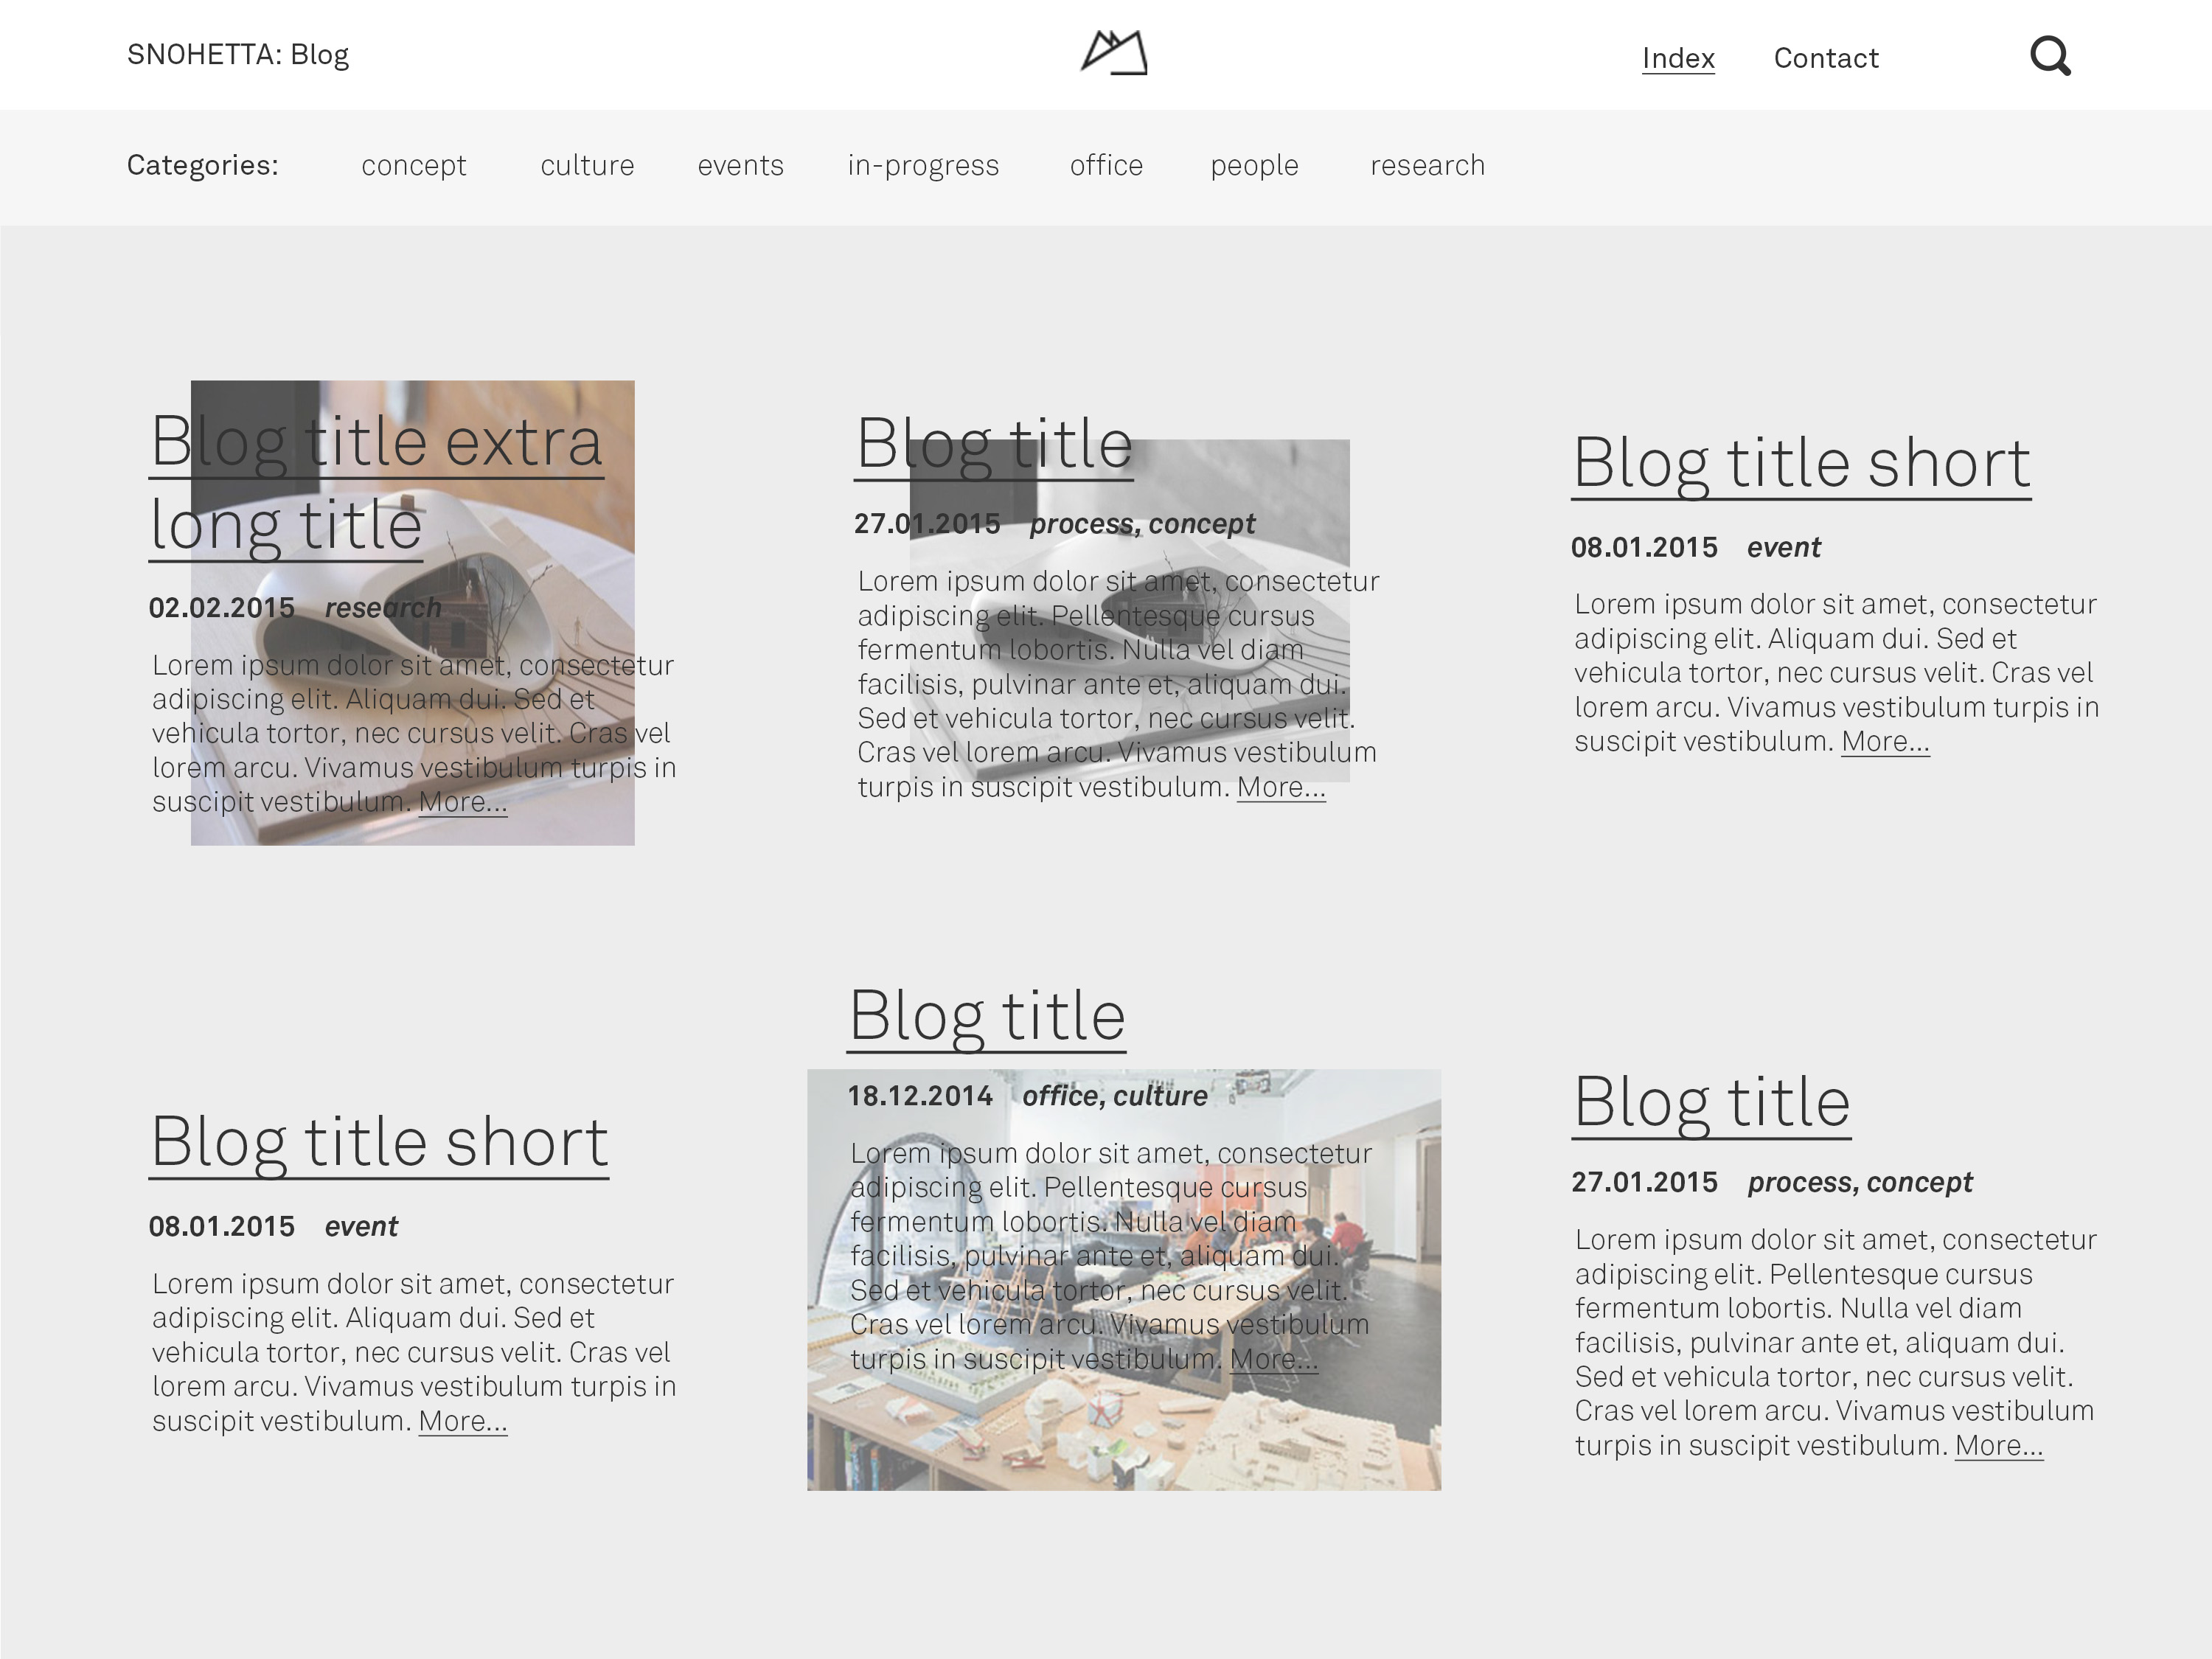 SNOHETTA: Blog
Index
Contact
Categories:
concept
culture
events
in-progress
office
people
research
Blog title extra
long title
02.02.2015 research
Lorem ipsum dolor sit amet, consectetur
adipiscing elit. Aliquam dui. Sed et
vehicula tortor, nec cursus velit. Cras vel
lorem arcu. Vivamus vestibulum turpis in
suscipit vestibulum. More...
Blog title
27.01.2015 process, concept
Lorem ipsum dolor sit amet, consectetur
adipiscing elit. Pellentesque cursus
fermentum lobortis. Nulla vel diam
facilisis, pulvinar ante et, aliquam dui.
Sed et vehicula tortor, nec cursus velit.
Cras vel lorem arcu. Vivamus vestibulum
turpis in suscipit vestibulum. More...
Blog title short
08.01.2015 event
Lorem ipsum dolor sit amet, consectetur
adipiscing elit. Aliquam dui. Sed et
vehicula tortor, nec cursus velit. Cras vel
lorem arcu. Vivamus vestibulum turpis in
suscipit vestibulum. More...
Blog title short
08.01.2015 event
Lorem ipsum dolor sit amet, consectetur
adipiscing elit. Aliquam dui. Sed et
vehicula tortor, nec cursus velit. Cras vel
lorem arcu. Vivamus vestibulum turpis in
suscipit vestibulum. More...
Blog title
18.12.2014 office, culture
Lorem ipsum dolor sit amet, consectetur
adipiscing elit. Pellentesque cursus
fermentum lobortis. Nulla vel diam
facilisis, pulvinar ante et, aliquam dui.
Sed et vehicula tortor, nec cursus velit.
Cras vel lorem arcu. Vivamus vestibulum
turpis in suscipit vestibulum. More...
Blog title
27.01.2015 process, concept
Lorem ipsum dolor sit amet, consectetur
adipiscing elit. Pellentesque cursus
fermentum lobortis. Nulla vel diam
facilisis, pulvinar ante et, aliquam dui.
Sed et vehicula tortor, nec cursus velit.
Cras vel lorem arcu. Vivamus vestibulum
turpis in suscipit vestibulum. More...